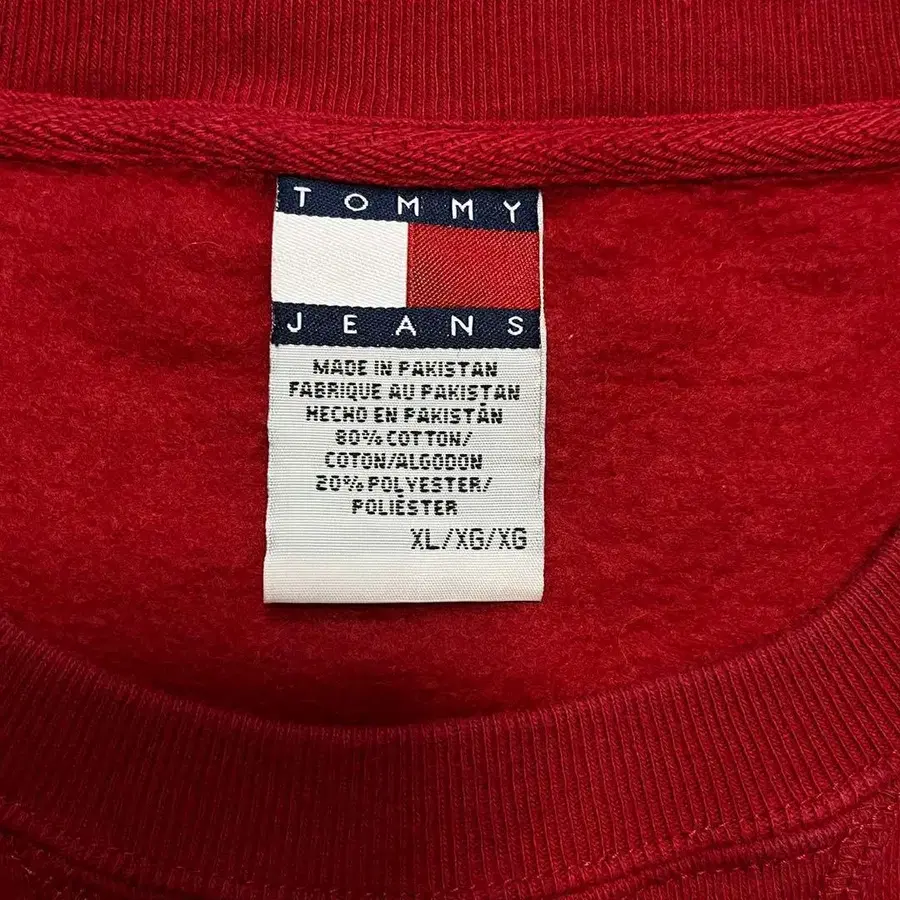 TOMMY
JEANS
MADE IN PAKISTAN
FABRIQUE AU PAKISTAN
HECHO EN PAKISTÁN
80% COTTON/
COTON/ALGODON
20% POLYESTER/
POLIÉSTER
XL/XG/XG